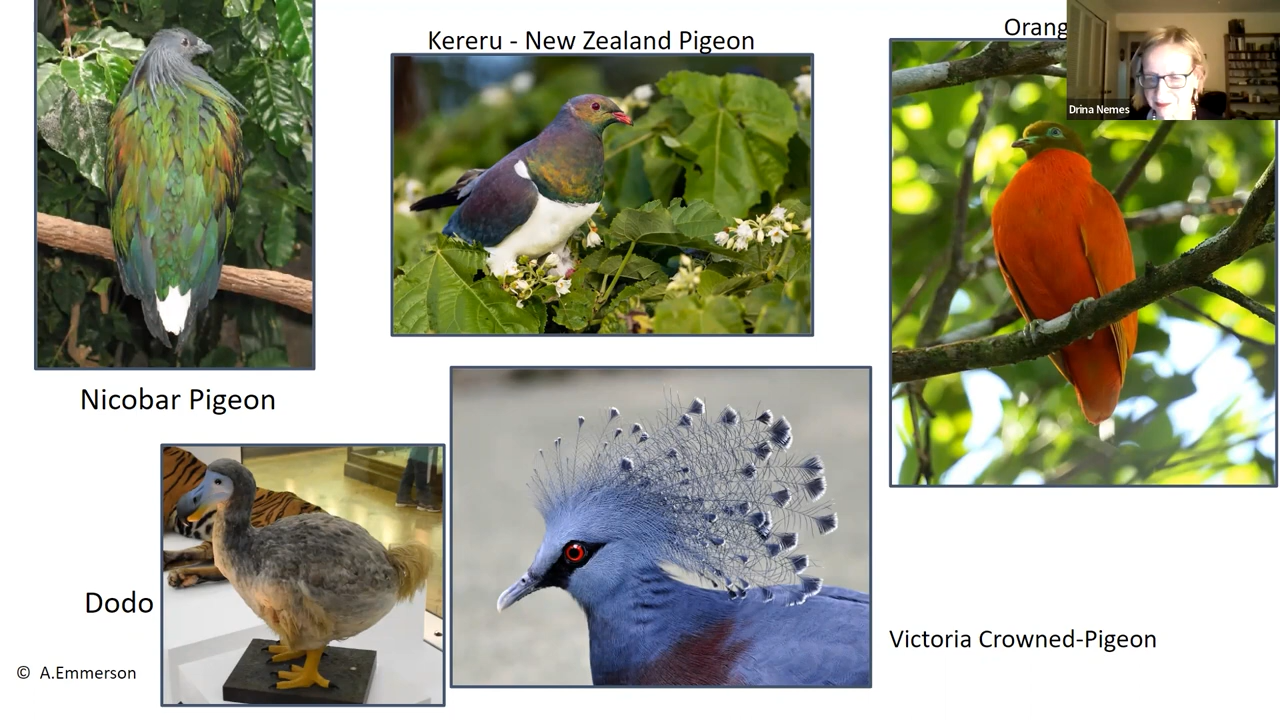 Kereru - New Zealand Pigeon
Orang
Drina Nemes
Nicobar Pigeon
Dodo
Victoria Crowned-Pigeon
© A.Emmerson